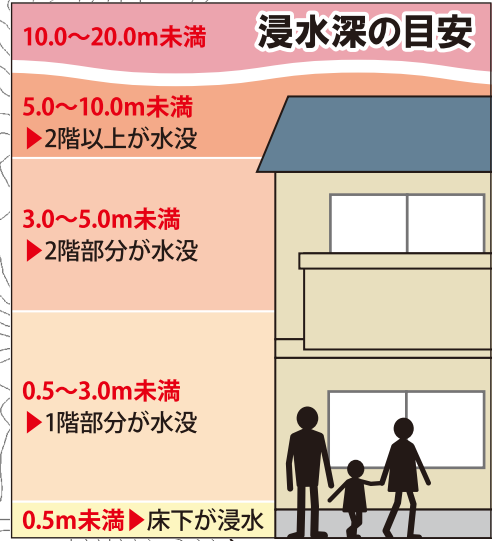 浸水深の目安
10.0〜20.0m未満
5.0〜10.0m未満
▶2階以上が水没
3.0〜5.0m未満
▶2階部分が水没
0.5〜3.0m未満
▶1階部分が水没
0.5m未満▶床下が浸水